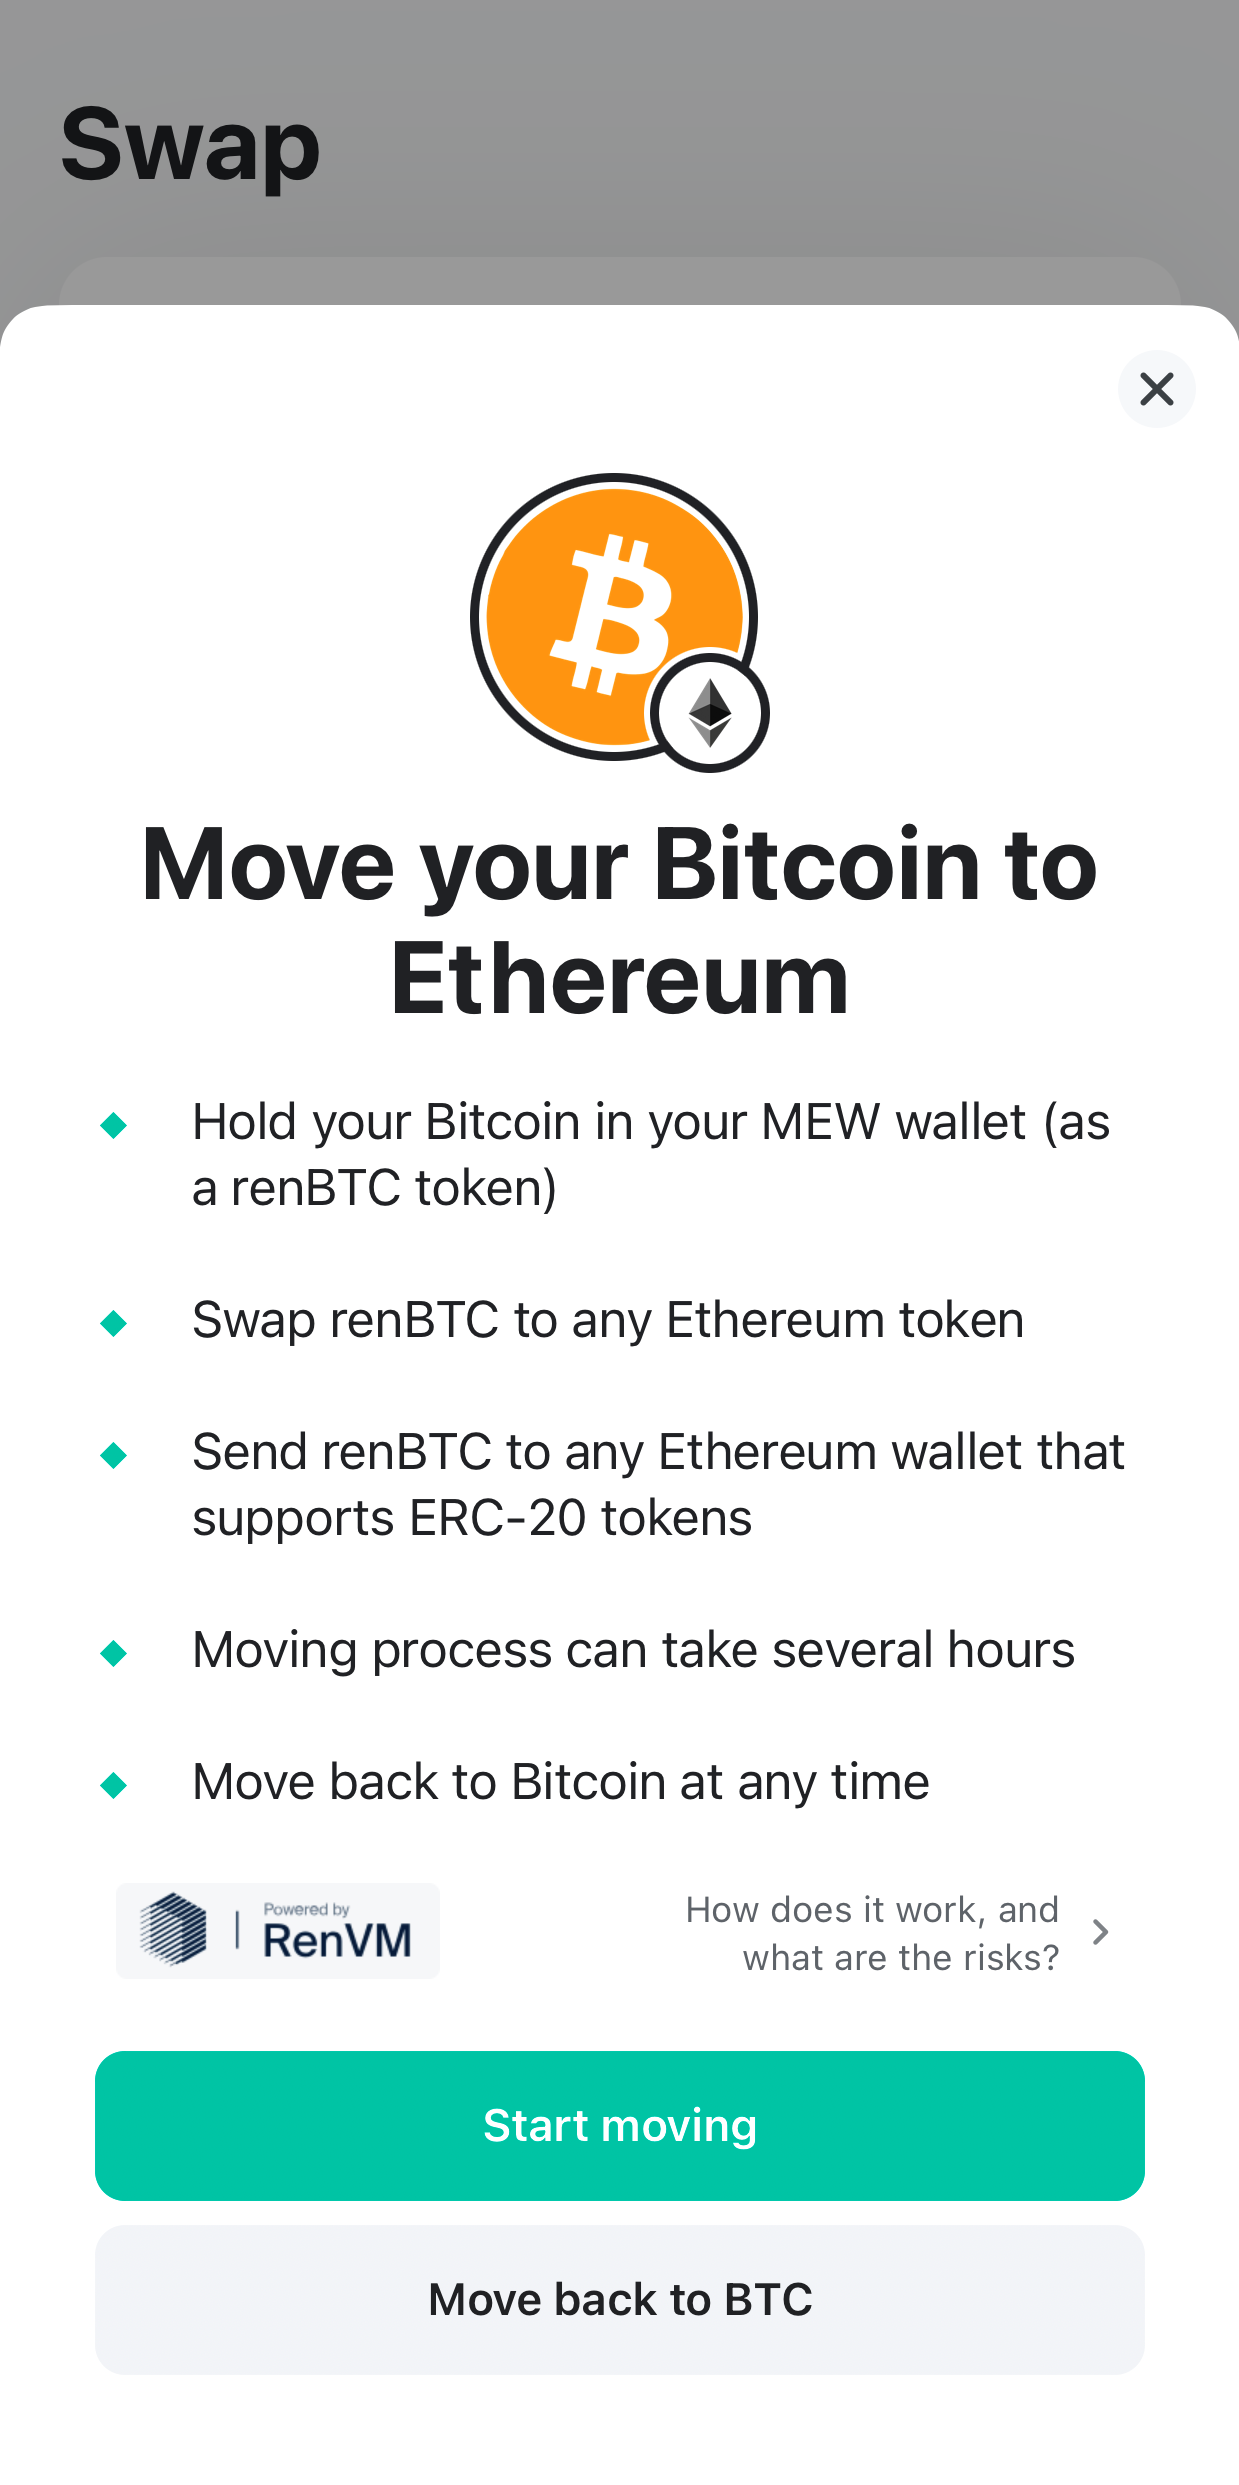 Swap
Move your Bitcoin to
Ethereum
Hold your Bitcoin in your MEW wallet (as
a renBTC token)
Swap renBTC to any Ethereum token
Send renBTC to any Ethereum wallet that
supports ERC-20 tokens
Moving process can take several hours
Move back to Bitcoin at any time
Powered by
RenVM
How does it work, and
what are the risks?
Start moving
Move back to BTC